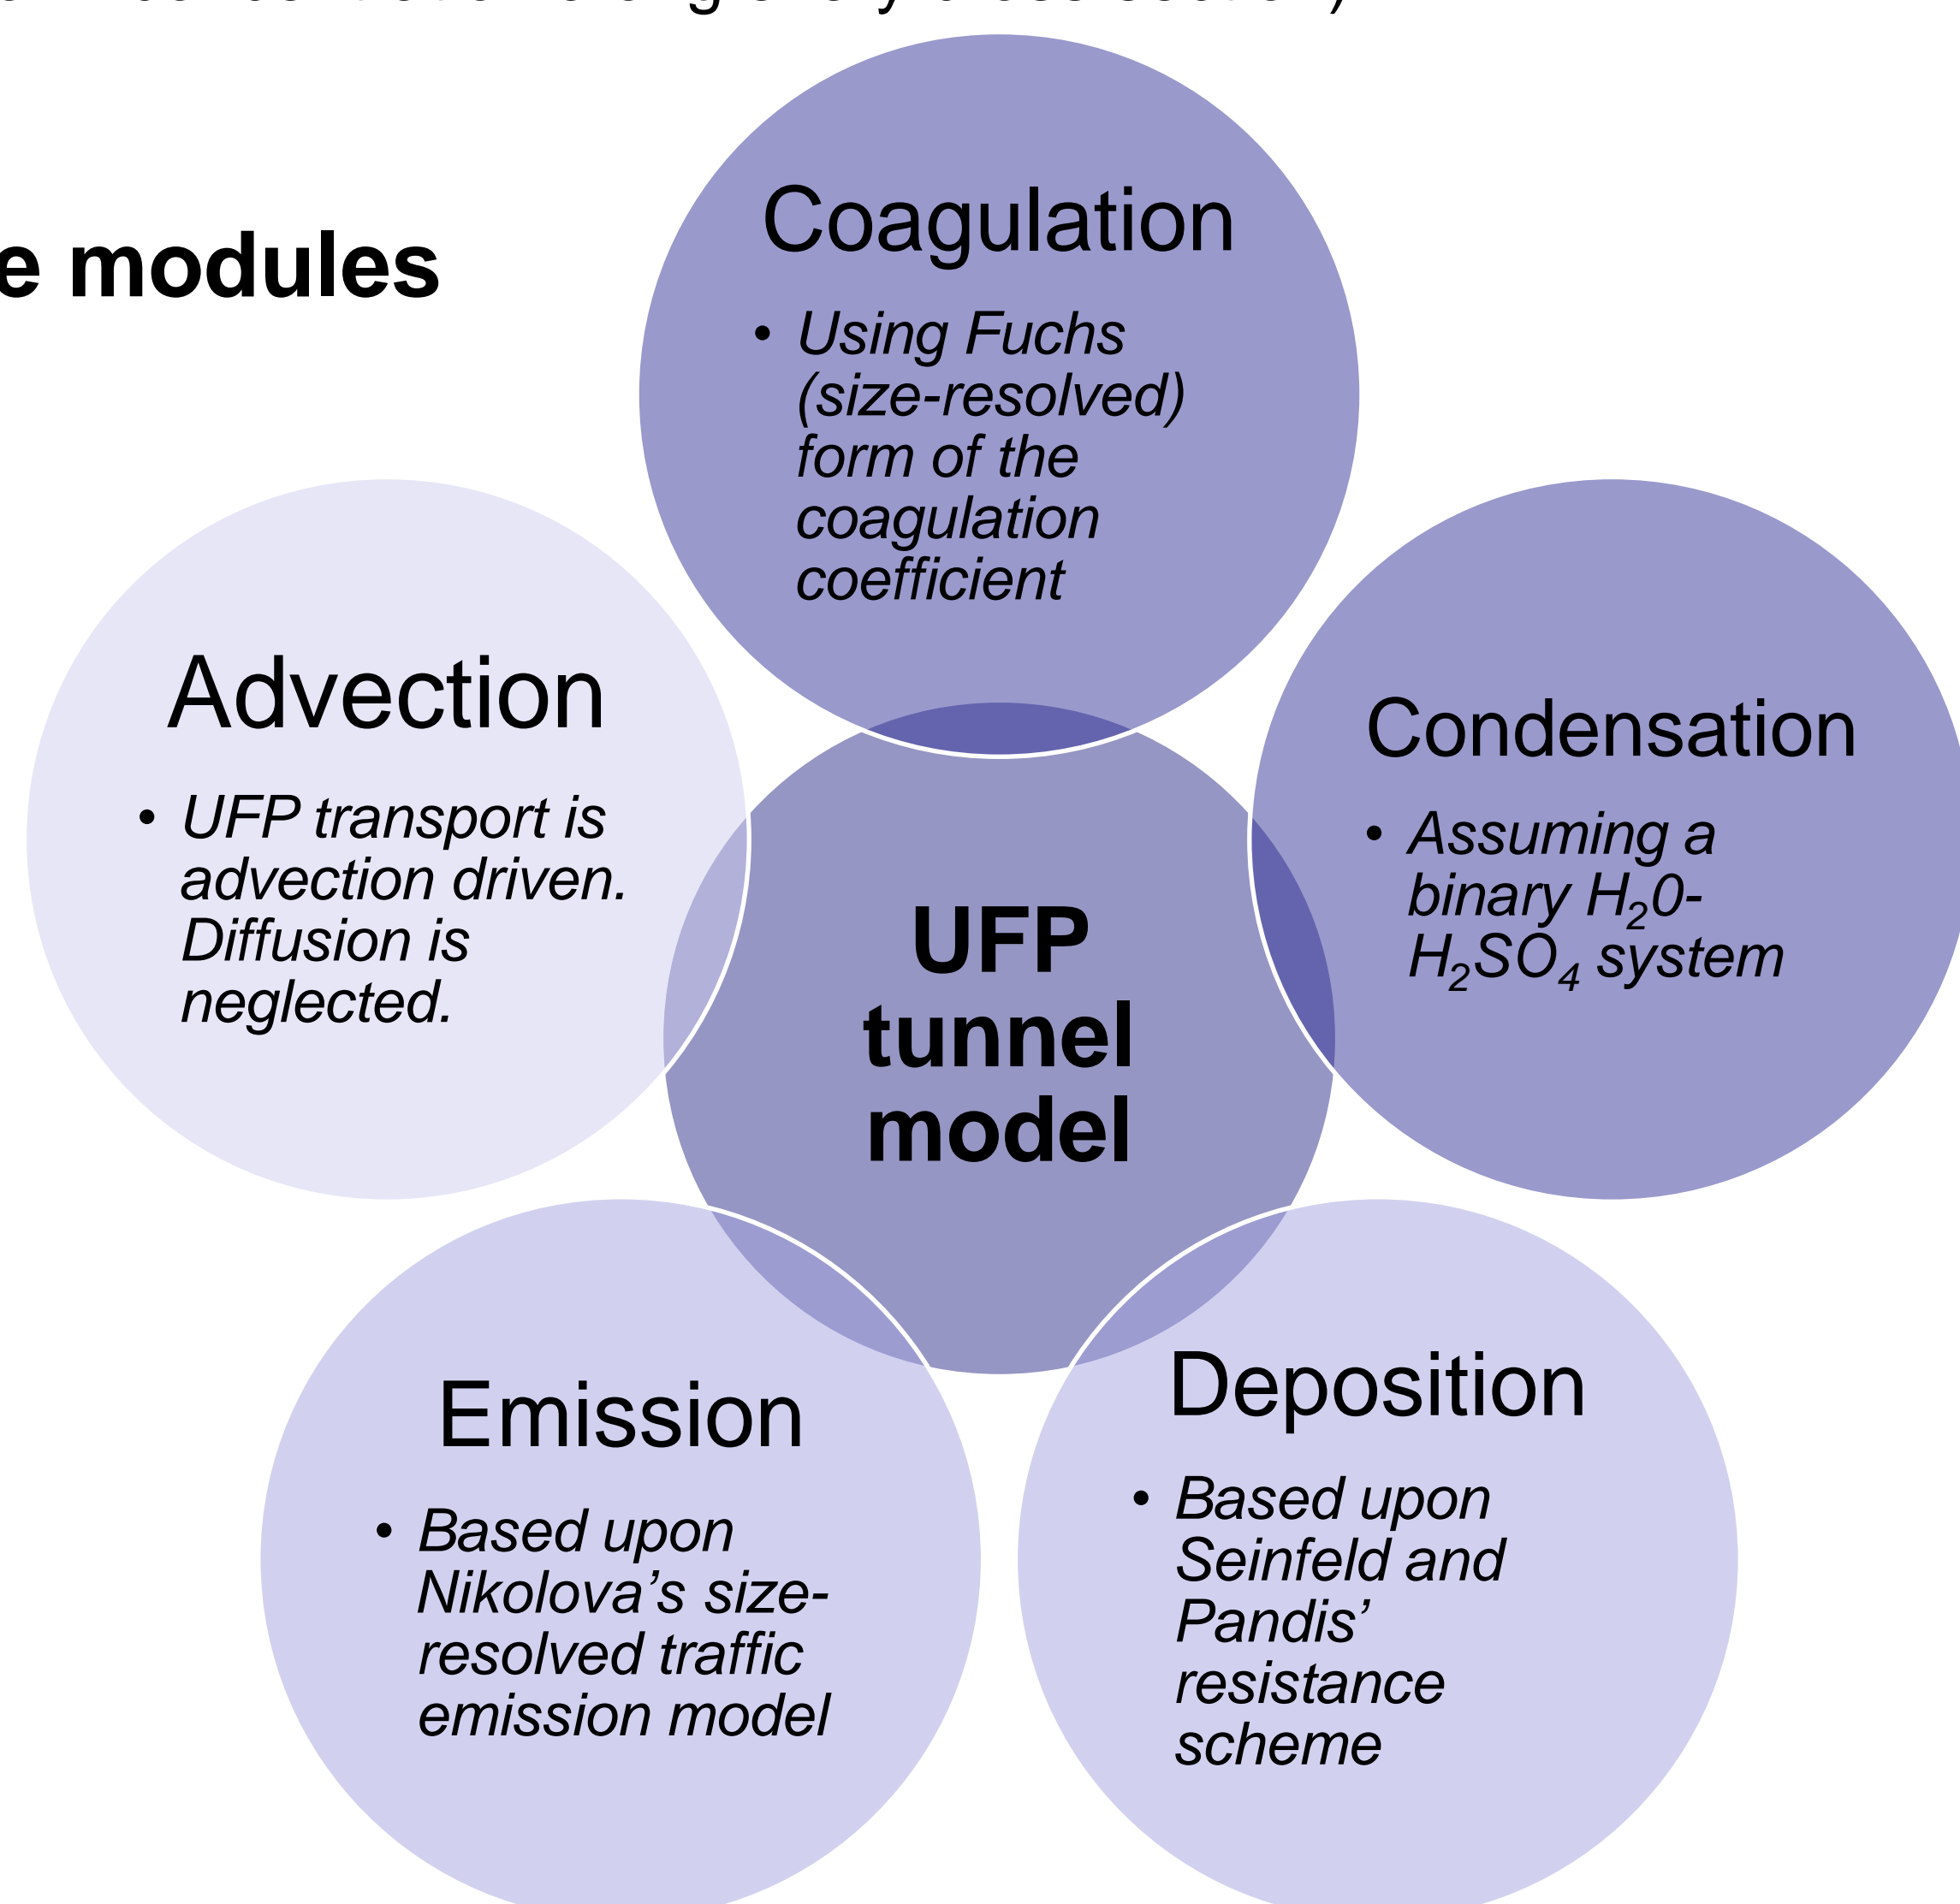 e modules
Coagulation
• Using Fuchs
(size-resolved)
form of the
coagulation
coefficient
Advection
• UFP transport is
advection driven.
Diffusion is
neglected.
Condensation
• Assuming a
binary H₂0-
H₂SO₄ system
UFP
tunnel
model
Emission
• Based upon
Nikolova’s size-
resolved traffic
emission model
Deposition
• Based upon
Seinfeld and
Pandis’
resistance
scheme